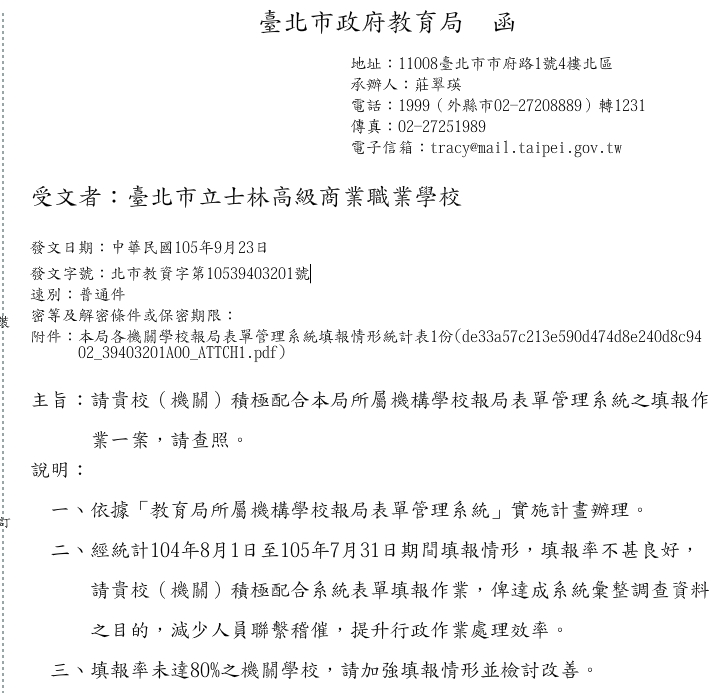 臺北市政府教育局　函
地址：11008臺北市市府路1號4樓北區
承辦人：莊翠瑛
電話：1999（外縣市02-27208889）轉1231
傳真：02-27251989
電子信箱：tracy@mail.taipei.gov.tw
受文者：臺北市立士林高級商業職業學校
發文日期：中華民國105年9月23日
發文字號：北市教資字第10539403201號
速別：普通件
密等及解密條件或保密期限：
裝
附件：本局各機關學校報局表單管理系統填報情形統計表1份(de33a57c213e590d474d8e240d8c94
02_39403201A00_ATTCH1.pdf)
主旨：請貴校（機關）積極配合本局所屬機構學校報局表單管理系統之填報作
業一案，請查照。
說明：
一、依據「教育局所屬機構學校報局表單管理系統」實施計畫辦理。
訂
二、經統計104年8月1日至105年7月31日期間填報情形，填報率不甚良好，
請貴校（機關）積極配合系統表單填報作業，俾達成系統彙整調查資料
之目的，減少人員聯繫稽催，提升行政作業處理效率。
三、填報率未達80%之機關學校，請加強填報情形並檢討改善。